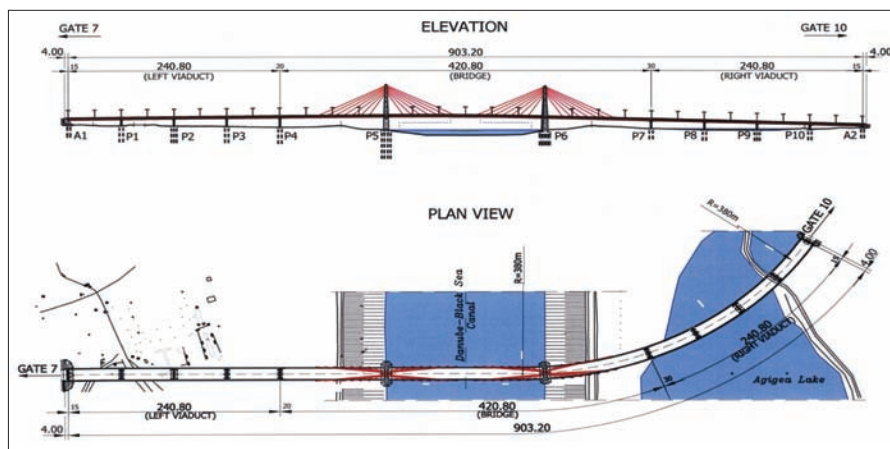 ELEVATION
GATE 7
GATE 10
4.00
903.20
4.00
15
240.80
20
420.80
30
240.80
15
(LEFT VIADUCT)
(BRIDGE)
(RIGHT VIADUCT)
A1
P1
P2
P3
P4
P5
P6
P7
P8
P9
P10
A2
PLAN VIEW
R=380m
GATE 10
R=380m
Danube-Black Sea
Canal
15
4.00
240.80
(RIGHT VIADUCT)
GATE 7
30
Agigea Lake
15
240.80
20
420.80
(LEFT VIADUCT)
(BRIDGE)
4.00
903.20